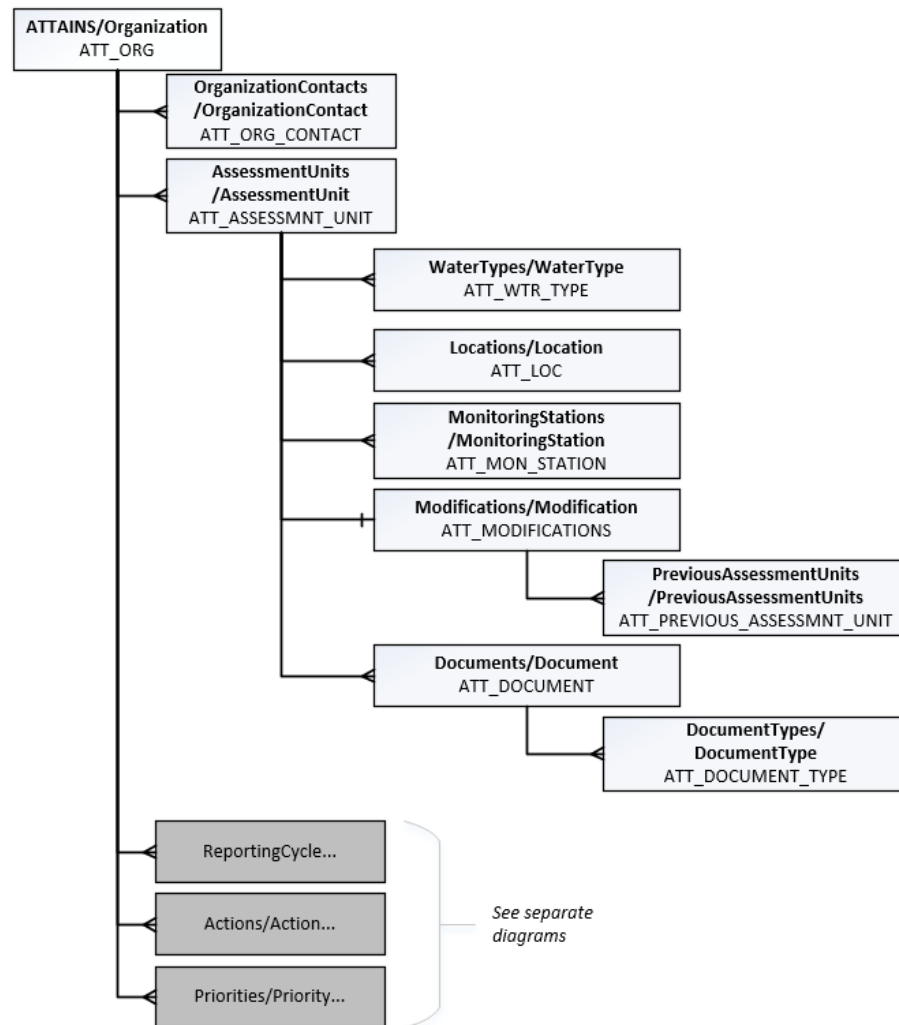 ATTAINS/Organization
ATT_ORG
OrganizationContacts
/OrganizationContact
ATT_ORG_CONTACT
AssessmentUnits
/AssessmentUnit
ATT_ASSESSMNT_UNIT
WaterTypes/WaterType
ATT_WTR_TYPE
Locations/Location
ATT_LOC
MonitoringStations
/MonitoringStation
ATT_MON_STATION
Modifications/Modification
ATT_MODIFICATIONS
PreviousAssessmentUnits
/PreviousAssessmentUnits
ATT_PREVIOUS_ASSESSMNT_UNIT
Documents/Document
ATT_DOCUMENT
DocumentTypes/
DocumentType
ATT_DOCUMENT_TYPE
ReportingCycle...
Actions/Action...
Priorities/Priority...
See separate
diagrams